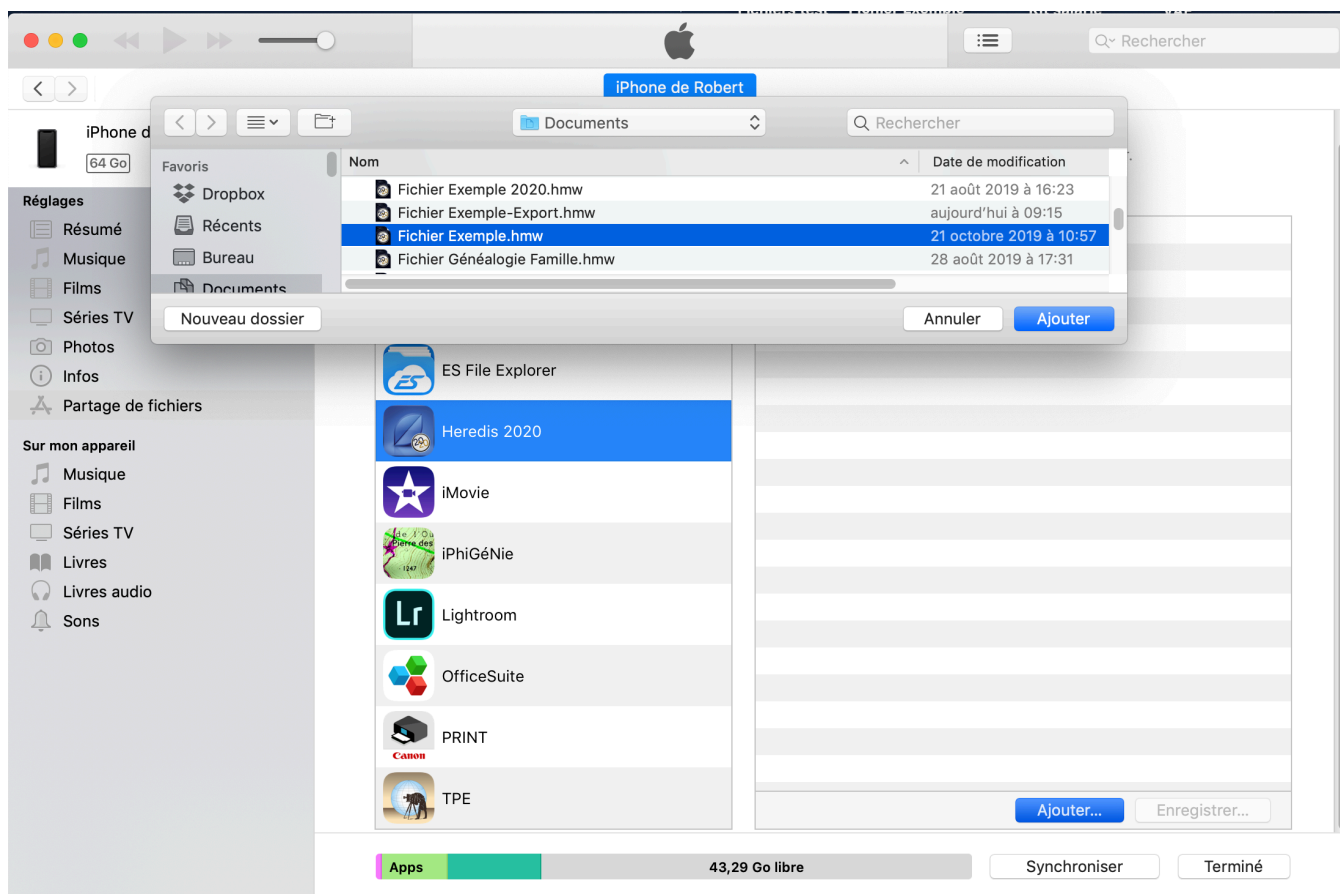 Rechercher
iPhone de Robert
iPhone d
64 Go
Documents
Rechercher
Favoris
Dropbox
Récents
Bureau
Documents
Nom
Date de modification
Fichier Exemple 2020.hmw
21 août 2019 à 16:23
Fichier Exemple-Export.hmw
aujourd'hui à 09:15
Fichier Exemple.hmw
21 octobre 2019 à 10:57
Fichier Généalogie Famille.hmw
28 août 2019 à 17:31
Nouveau dossier
Annuler
Ajouter
Réglages
Résumé
Musique
Films
Séries TV
Photos
Infos
Partage de fichiers
Sur mon appareil
Musique
Films
Séries TV
Livres
Livres audio
Sons
ES
ES File Explorer
Heredis 2020
iMovie
Pierre des
1247
iPhiGéNie
Lr
Lightroom
OfficeSuite
Canon
PRINT
TPE
Ajouter...
Enregistrer...
Apps
43,29 Go libre
Synchroniser
Terminé